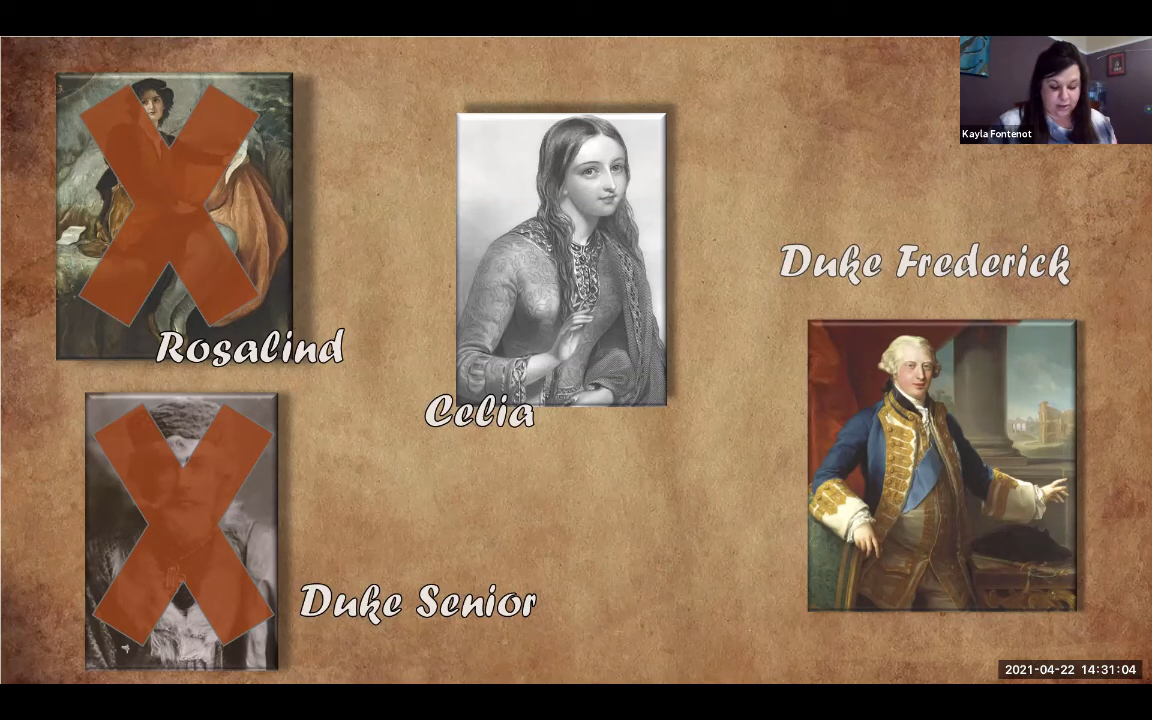 Kayla Fontenot
Duke Frederick
Rosalind
Celia
Duke Senior
2021-04-22 14:31:04